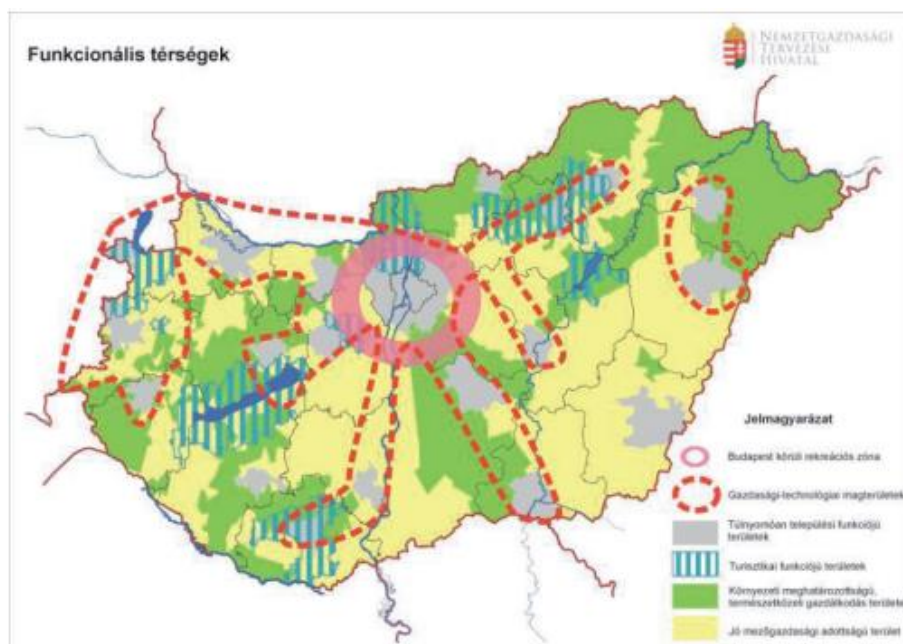 Funkcionális térségek
NEMZETGAZDASÁGI
TERVEZÉSI
HIVATAL
Jelmagyarázat
Budapest körüli rekreációs zóna
Gazdasági-technológiai magterületek
Túlnyomóan települési funkciójú
területek
Turisztikai funkciójú területek
Környezeti meghatározottságú,
természetközeli gazdálkodás területe
Jó mezőgazdasági adottságú terület